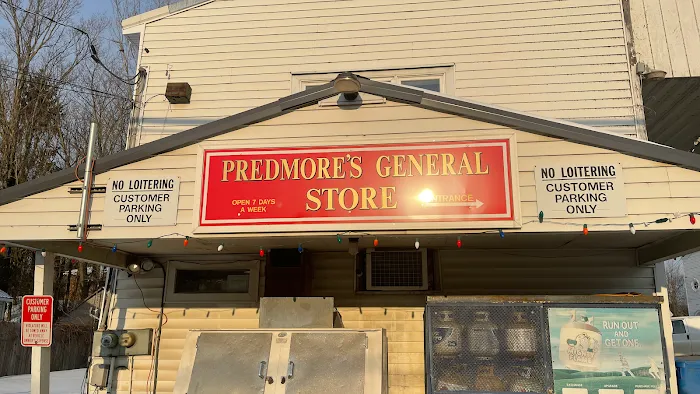 PREDMORE'S GENERAL
STORE
OPEN 7 DAYS
A WEEK
ENTRANCE
NO LOITERING
CUSTOMER
PARKING
ONLY
NO LOITERING
CUSTOMER
PARKING
ONLY
CUSTOMER
PARKING
ONLY
RUN OUT
AND GET
ONE.